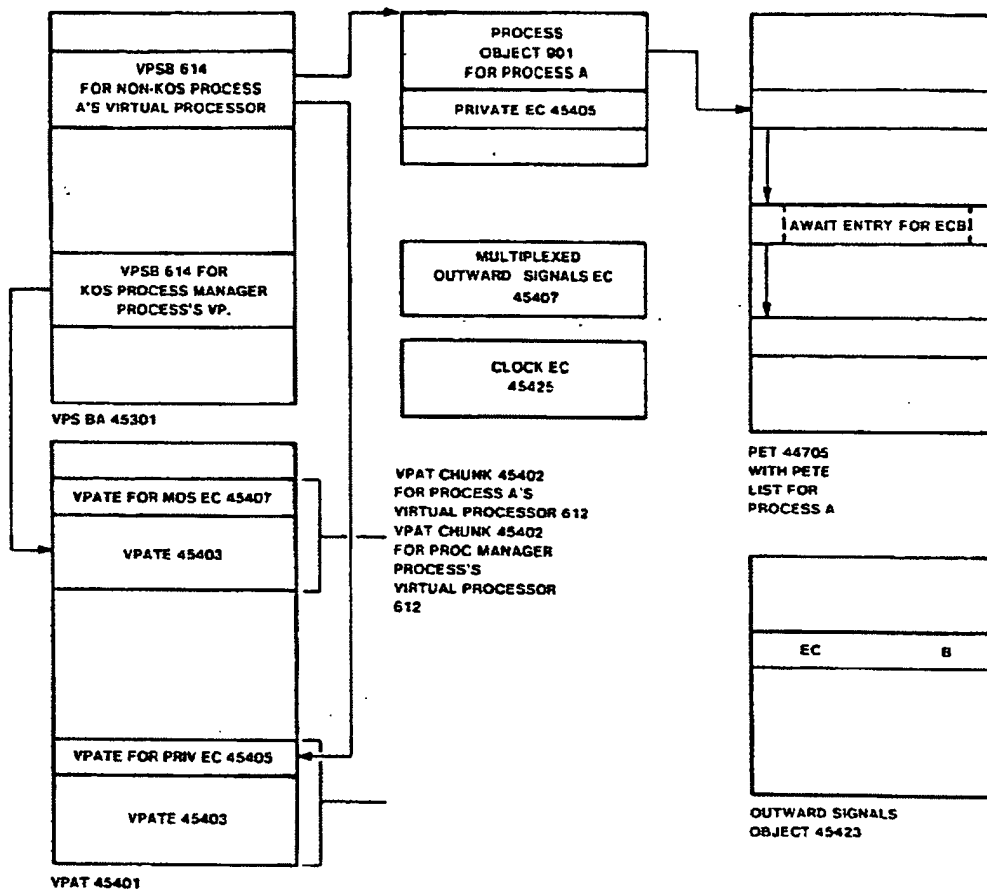 VPSB 614
FOR NON-KOS PROCESS
A'S VIRTUAL PROCESSOR
VPSB 614 FOR
KOS PROCESS MANAGER
PROCESS'S VP.
VPS BA 45301
PROCESS
OBJECT 901
FOR PROCESS A
PRIVATE EC 45405
MULTIPLEXED
OUTWARD SIGNALS EC
45407
CLOCK EC
45425
AWAIT ENTRY FOR ECB
PET 44705
WITH PETE
LIST FOR
PROCESS A
VPATE FOR MOS EC 45407
VPATE 45403
VPAT CHUNK 45402
FOR PROCESS A'S
VIRTUAL PROCESSOR 612
VPAT CHUNK 45402
FOR PROC MANAGER
PROCESS'S
VIRTUAL PROCESSOR
612
VPATE FOR PRIV EC 45405
VPATE 45403
VPAT 45401
EC B
OUTWARD SIGNALS
OBJECT 45423